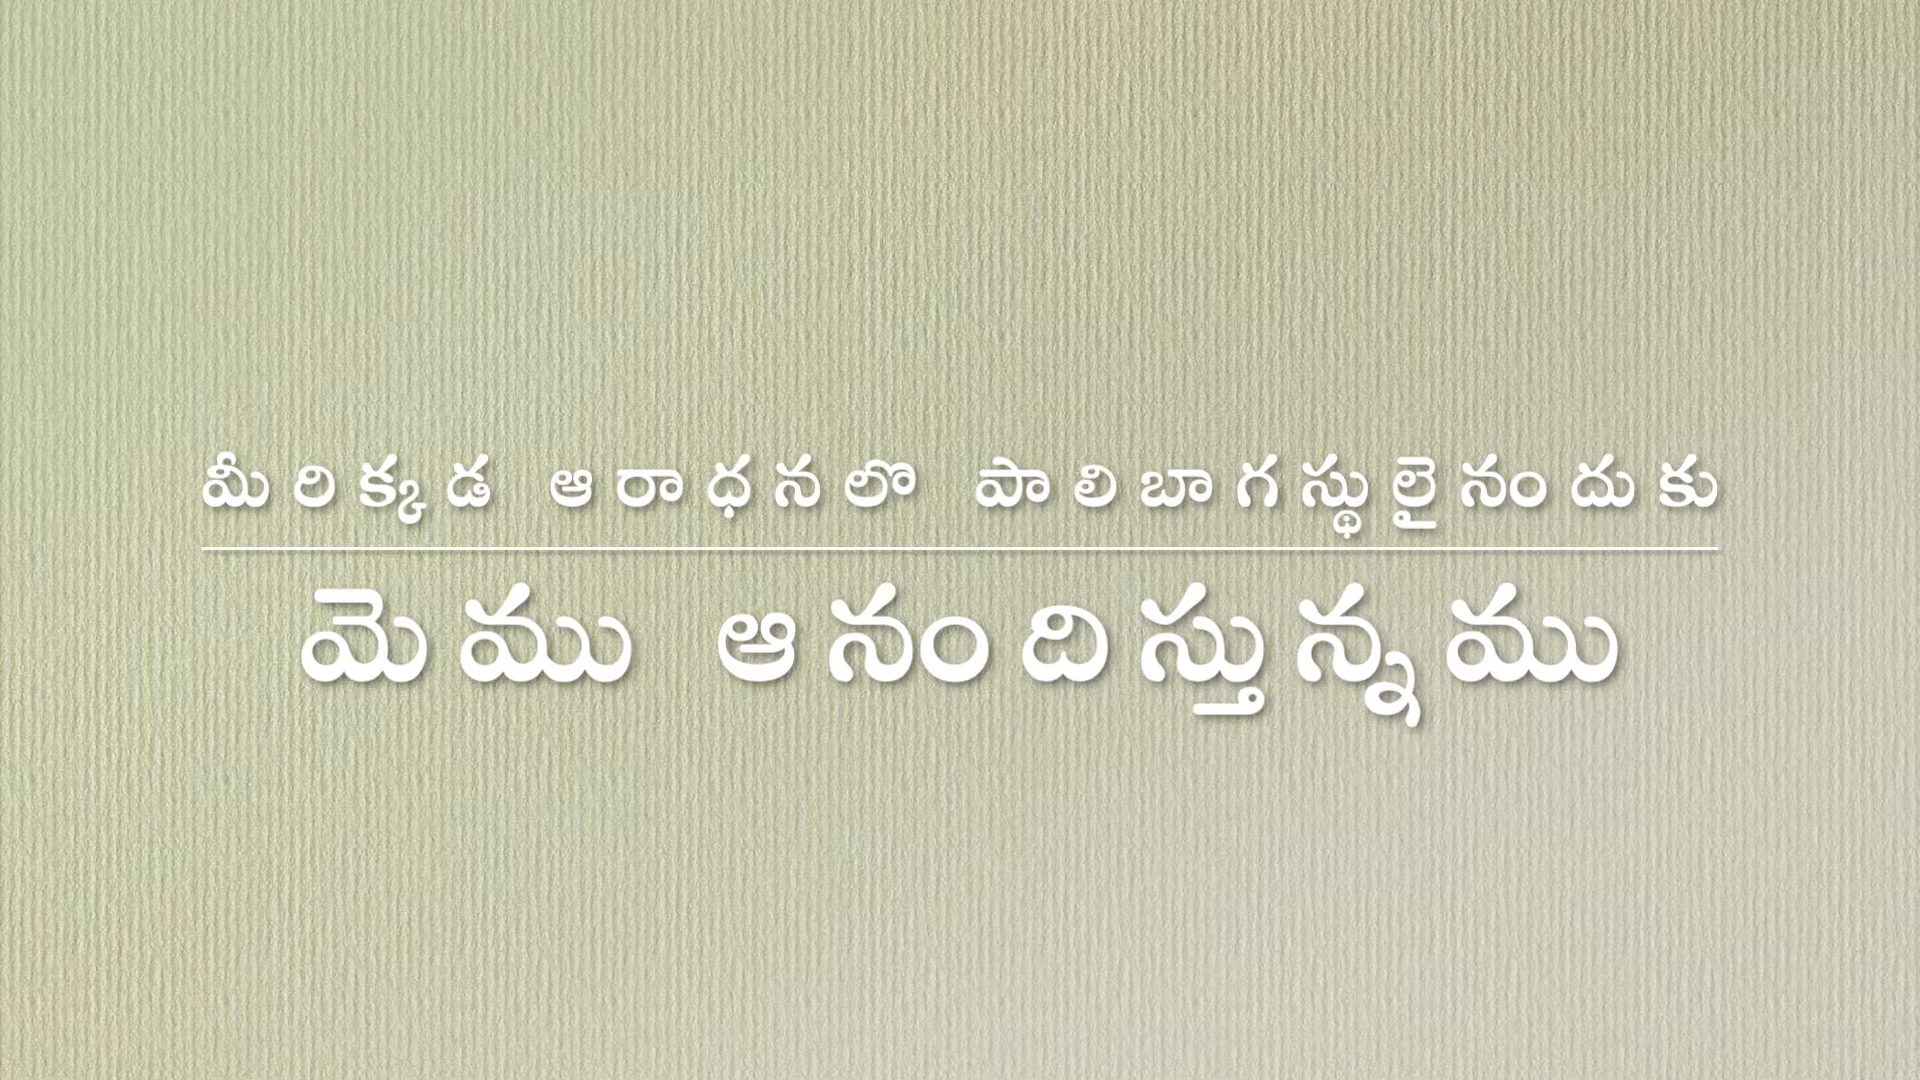 మీరిక్కడ ఆరాధనలొ పాలిబాగస్థులైనందుకు
మెము ఆనందిస్తున్నము